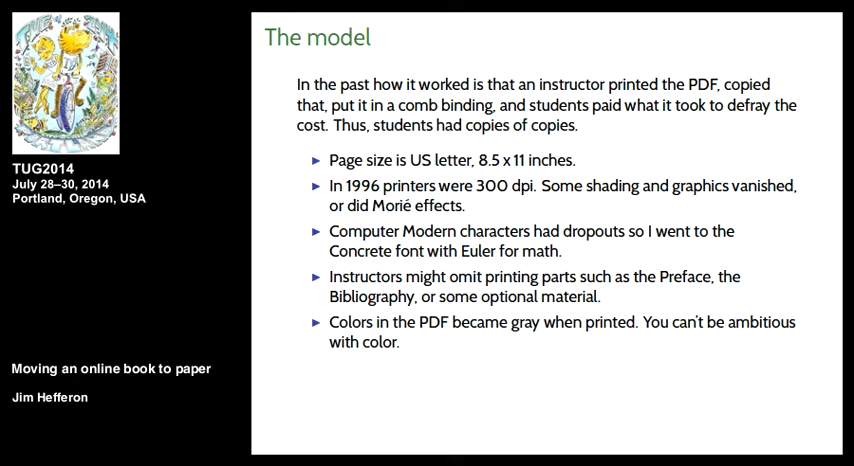 The model
In the past how it worked is that an instructor printed the PDF, copied
that, put it in a comb binding, and students paid what it took to defray the
cost. Thus, students had copies of copies.
► Page size is US letter, 8.5 x 11 inches.
► In 1996 printers were 300 dpi. Some shading and graphics vanished,
or did Morié effects.
► Computer Modern characters had dropouts so I went to the
Concrete font with Euler for math.
► Instructors might omit printing parts such as the Preface, the
Bibliography, or some optional material.
► Colors in the PDF became gray when printed. You can't be ambitious
with color.
TUG2014
July 28–30, 2014
Portland, Oregon, USA
Moving an online book to paper
Jim Hefferon